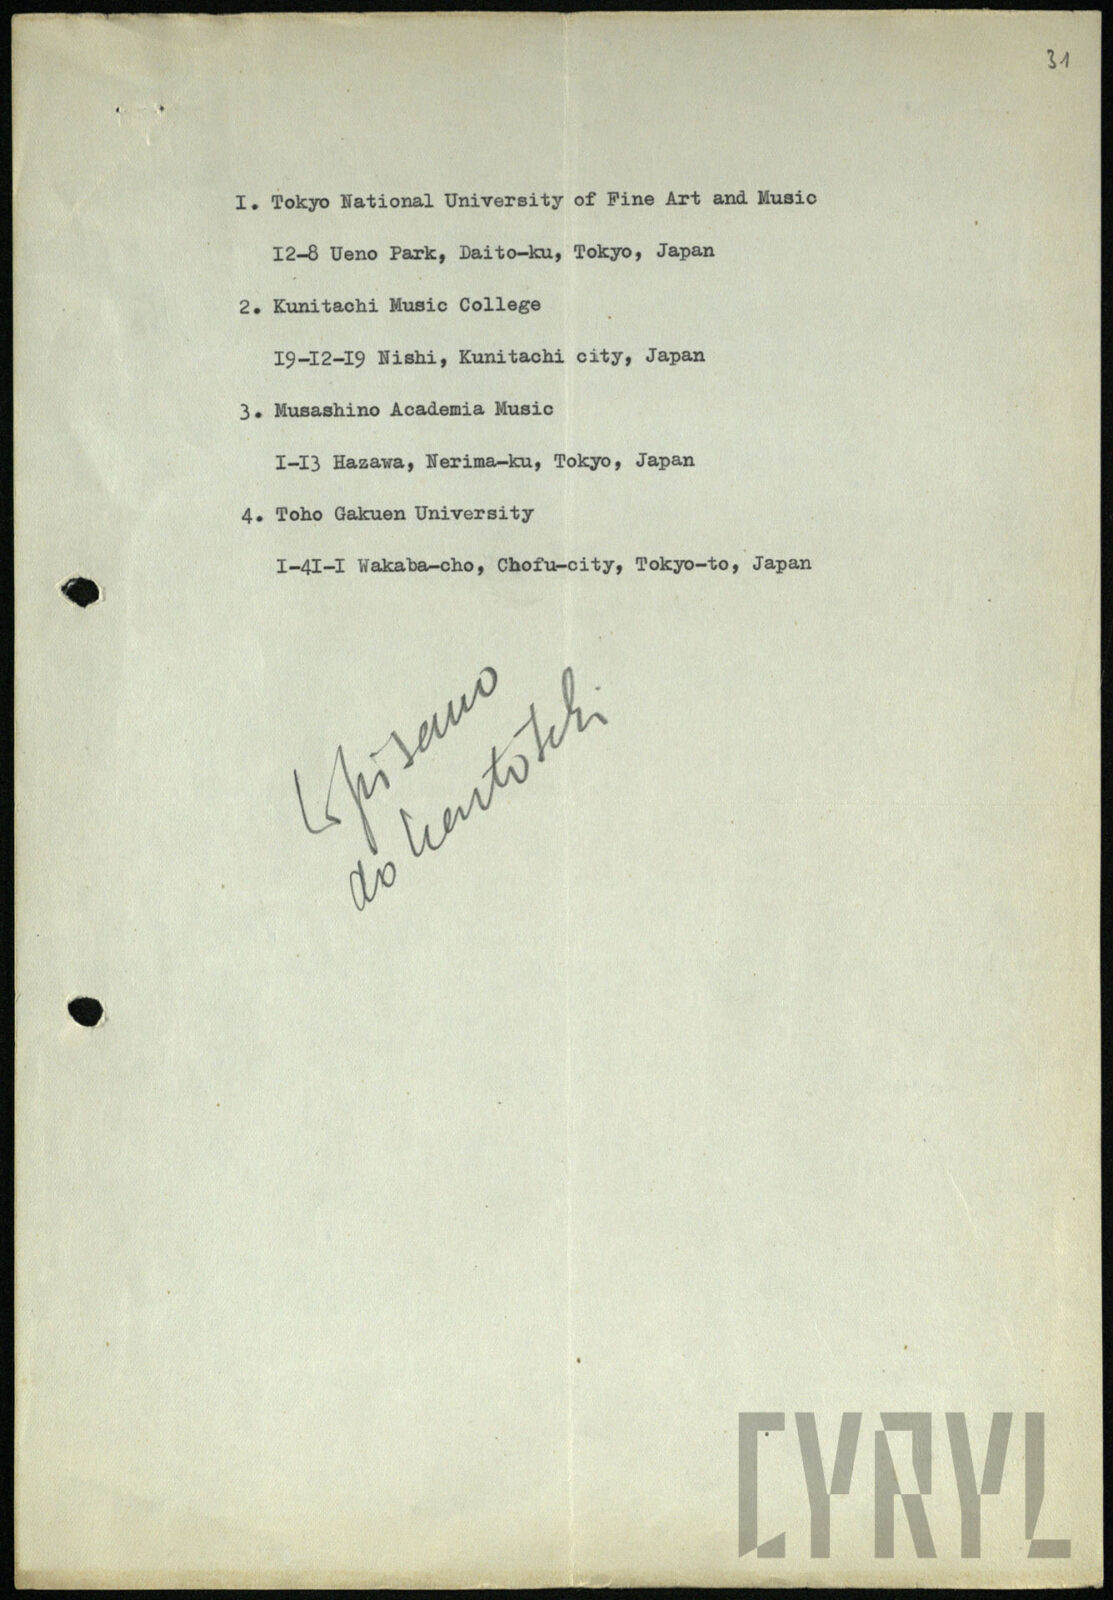 31
I. Tokyo National University of Fine Art and Music
I2-8 Ueno Park, Daito-ku, Tokyo, Japan
2. Kunitachi Music College
I9-I2-I9 Nishi, Kunitachi city, Japan
3. Musashino Academia Music
I-I3 Hazawa, Nerima-ku, Tokyo, Japan
4. Toho Gakuen University
I-4I-I Wakaba-cho, Chofu-city, Tokyo-to, Japan
wpisano
do kartoteki
CYRYL